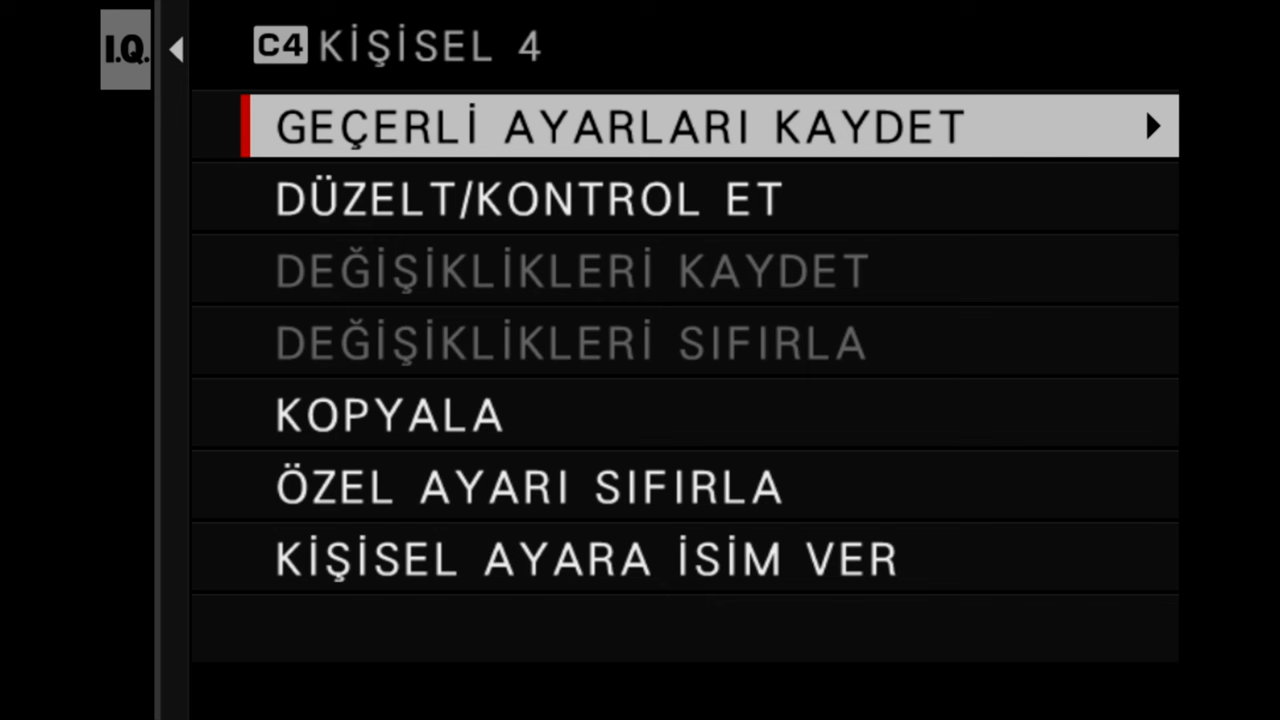 I.Q.
C4 KİŞİSEL 4
GEÇERLİ AYARLARI KAYDET
DÜZELT/KONTROL ET
DEĞİŞİKLİKLERİ KAYDET
DEĞİŞİKLİKLERİ SIFIRLA
KOPYALA
ÖZEL AYARI SIFIRLA
KİŞİSEL AYARA İSİM VER